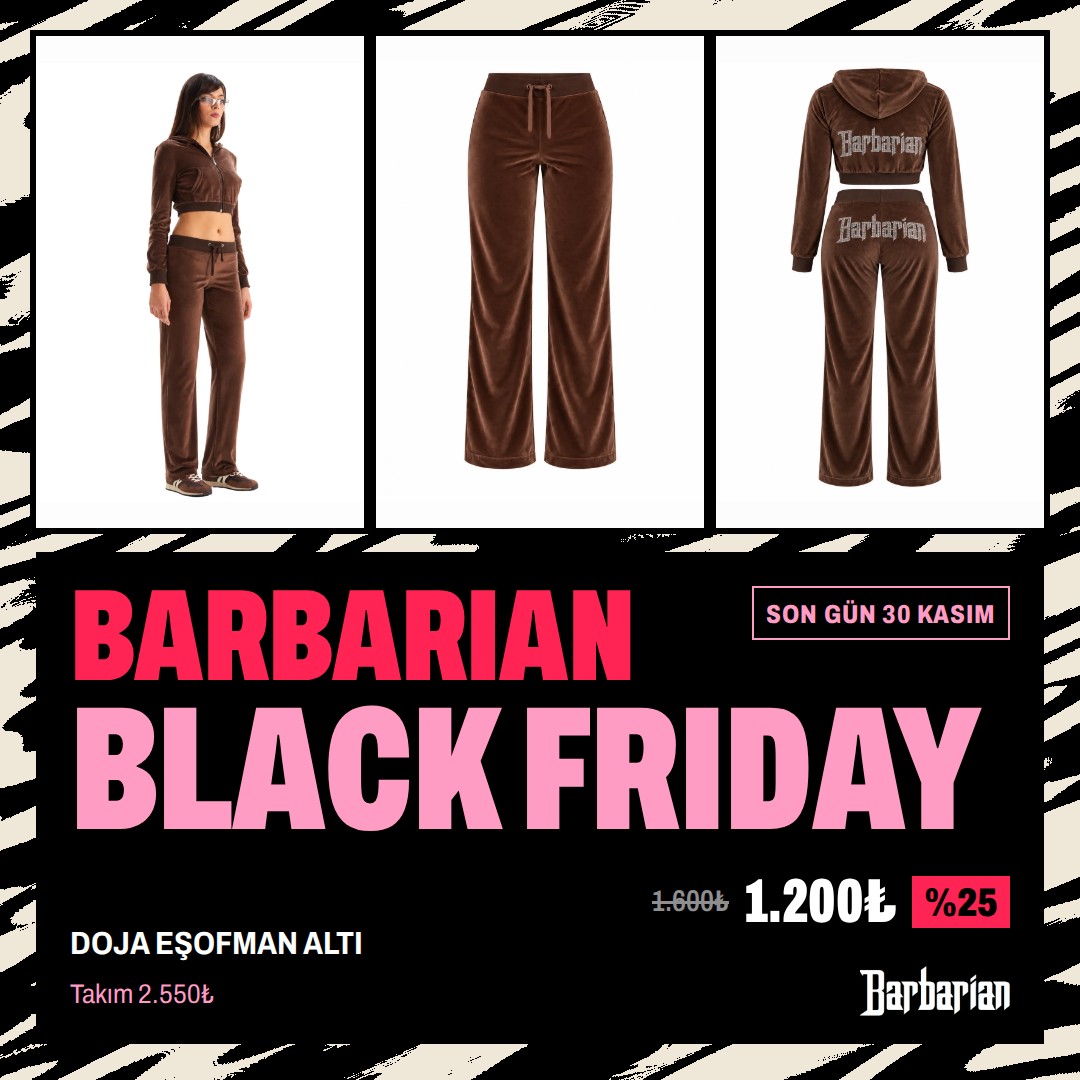 Barbarian
Barbarian
BARBARIAN
SON GÜN 30 KASIM
BLACK FRIDAY
1.600₺ 1.200₺ %25
DOJA EŞOFMAN ALTI
Takım 2.550₺
Barbarian